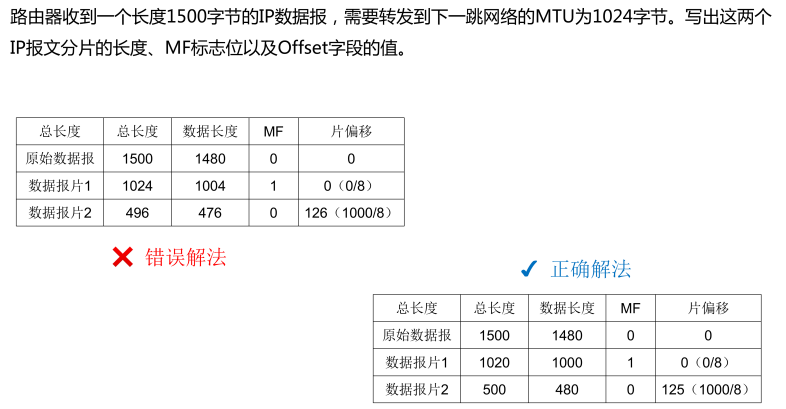 路由器收到一个长度1500字节的IP数据报，需要转发到下一跳网络的MTU为1024字节。写出这两个
IP报文分片的长度、MF标志位以及Offset字段的值。
总长度 总长度 数据长度 MF 片偏移
原始数据报 1500 1480 0 0
数据报片1 1024 1004 1 0（0/8）
数据报片2 496 476 0 126（1000/8）
错误解法
正确解法
总长度 总长度 数据长度 MF 片偏移
原始数据报 1500 1480 0 0
数据报片1 1020 1000 1 0（0/8）
数据报片2 500 480 0 125（1000/8）